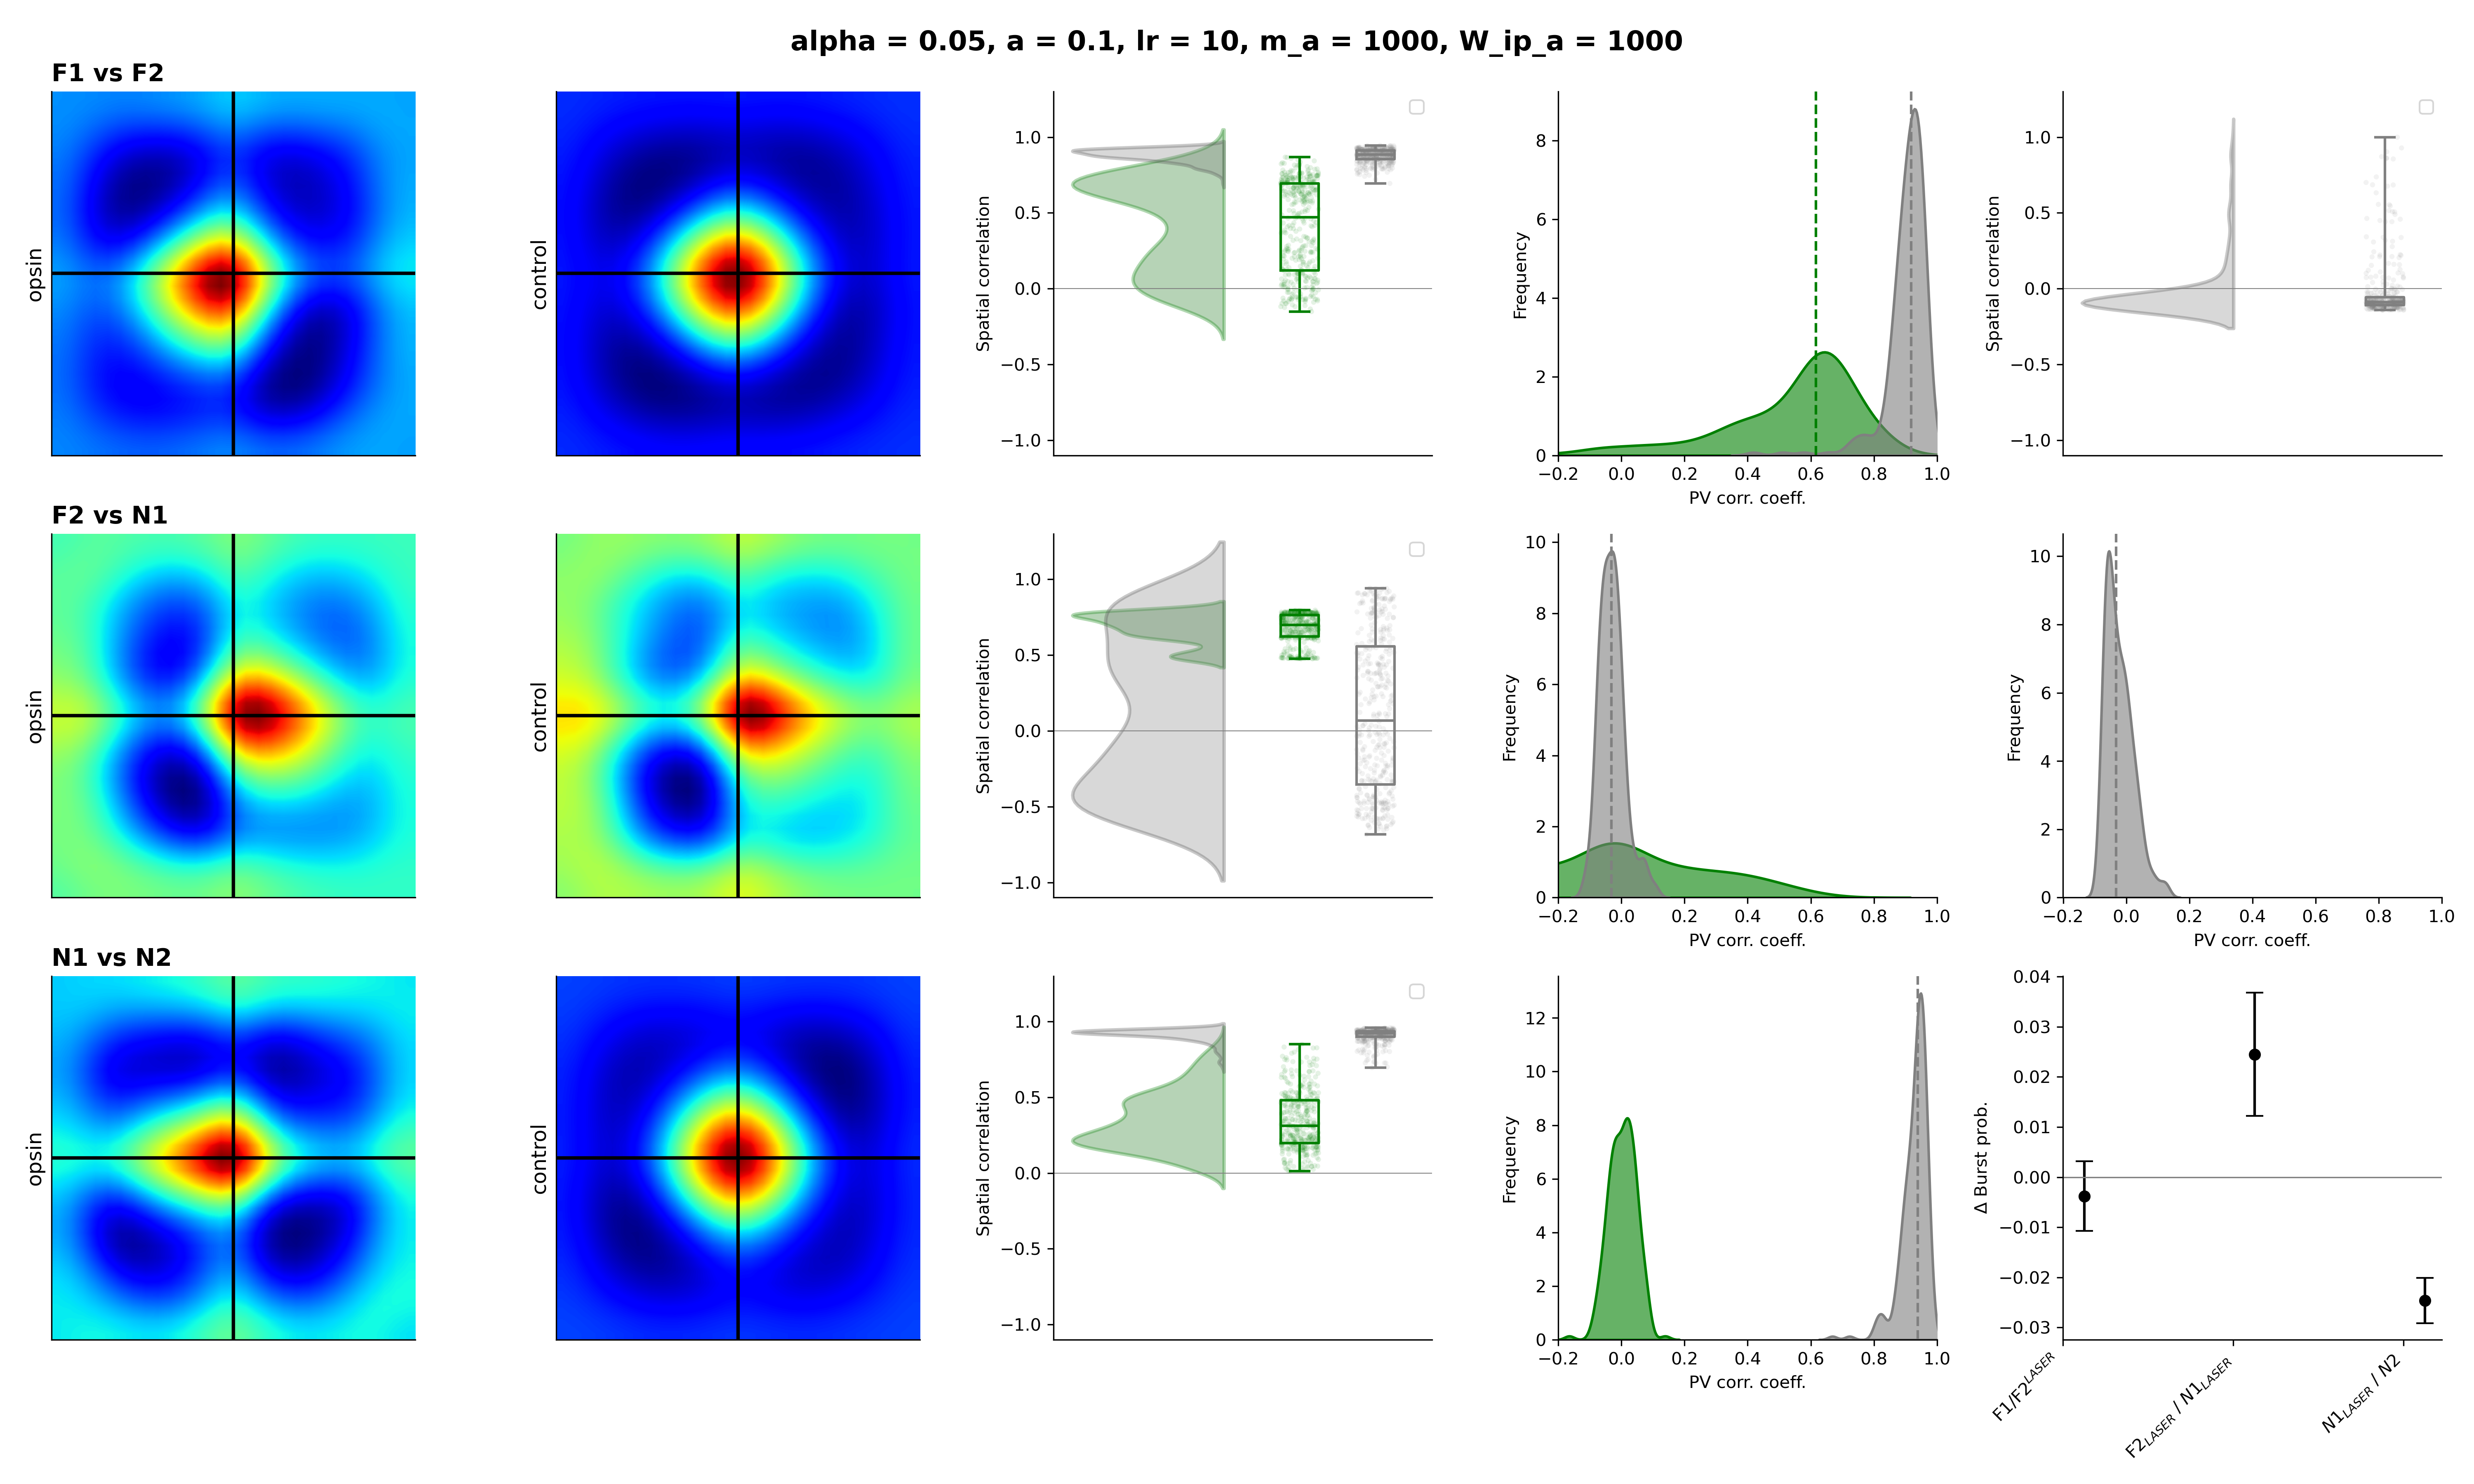 alpha = 0.05, a = 0.1, lr = 10, m_a = 1000, W_ip_a = 1000
F1 vs F2
opsin
control
Spatial correlation
1.0
0.5
0.0
−0.5
−1.0
Frequency
8
6
4
2
0
−0.2 0.0 0.2 0.4 0.6 0.8 1.0
PV corr. coeff.
Spatial correlation
1.0
0.5
0.0
−0.5
−1.0
F2 vs N1
opsin
control
Spatial correlation
1.0
0.5
0.0
−0.5
−1.0
Frequency
10
8
6
4
2
0
−0.2 0.0 0.2 0.4 0.6 0.8 1.0
PV corr. coeff.
Frequency
10
8
6
4
2
0
−0.2 0.0 0.2 0.4 0.6 0.8 1.0
PV corr. coeff.
N1 vs N2
opsin
control
Spatial correlation
1.0
0.5
0.0
−0.5
−1.0
Frequency
12
10
8
6
4
2
0
−0.2 0.0 0.2 0.4 0.6 0.8 1.0
PV corr. coeff.
Δ Burst prob.
0.04
0.03
0.02
0.01
0.00
−0.01
−0.02
−0.03
F1/F2LASER
F2LASER / N1LASER
N1LASER / N2